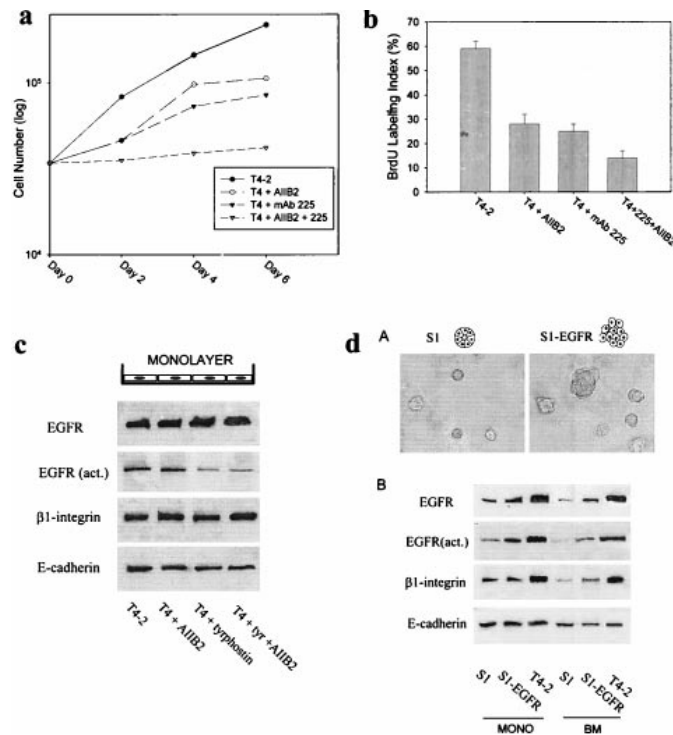 a
Cell Number (log)
10⁵
10⁴
Day 0
Day 2
Day 4
Day 6
T4-2
T4 + AIIB2
T4 + mAb 225
T4 + AIIB2 + 225
b
BrdU Labeling Index (%)
80
70
60
50
40
30
20
10
0
T4-2
T4 + AIIB2
T4 + mAb 225
T4+225+AIIB2
c
MONOLAYER
EGFR
EGFR (act.)
β1-integrin
E-cadherin
T4-2
T4 + AIIB2
T4 + tyrphostin
T4 + tyr +AIIB2
d
A
S1
S1-EGFR
B
EGFR
EGFR(act.)
β1-integrin
E-cadherin
S1
S1-EGFR
T4-2
S1
S1-EGFR
T4-2
MONO
BM